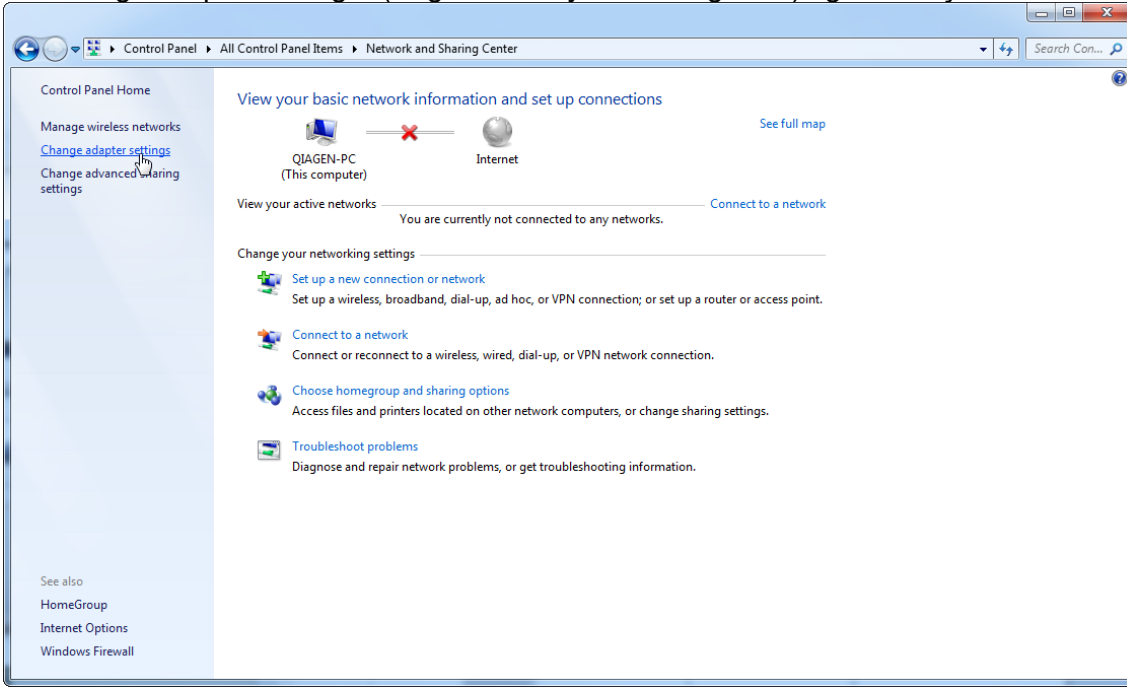 Control Panel ▸ All Control Panel Items ▸ Network and Sharing Center
Search Con...
Control Panel Home
Manage wireless networks
Change adapter settings
Change advanced sharing
settings
See also
HomeGroup
Internet Options
Windows Firewall
View your basic network information and set up connections
See full map
QIAGEN-PC
(This computer)
Internet
View your active networks
Connect to a network
You are currently not connected to any networks.
Change your networking settings
Set up a new connection or network
Set up a wireless, broadband, dial-up, ad hoc, or VPN connection; or set up a router or access point.
Connect to a network
Connect or reconnect to a wireless, wired, dial-up, or VPN network connection.
Choose homegroup and sharing options
Access files and printers located on other network computers, or change sharing settings.
Troubleshoot problems
Diagnose and repair network problems, or get troubleshooting information.